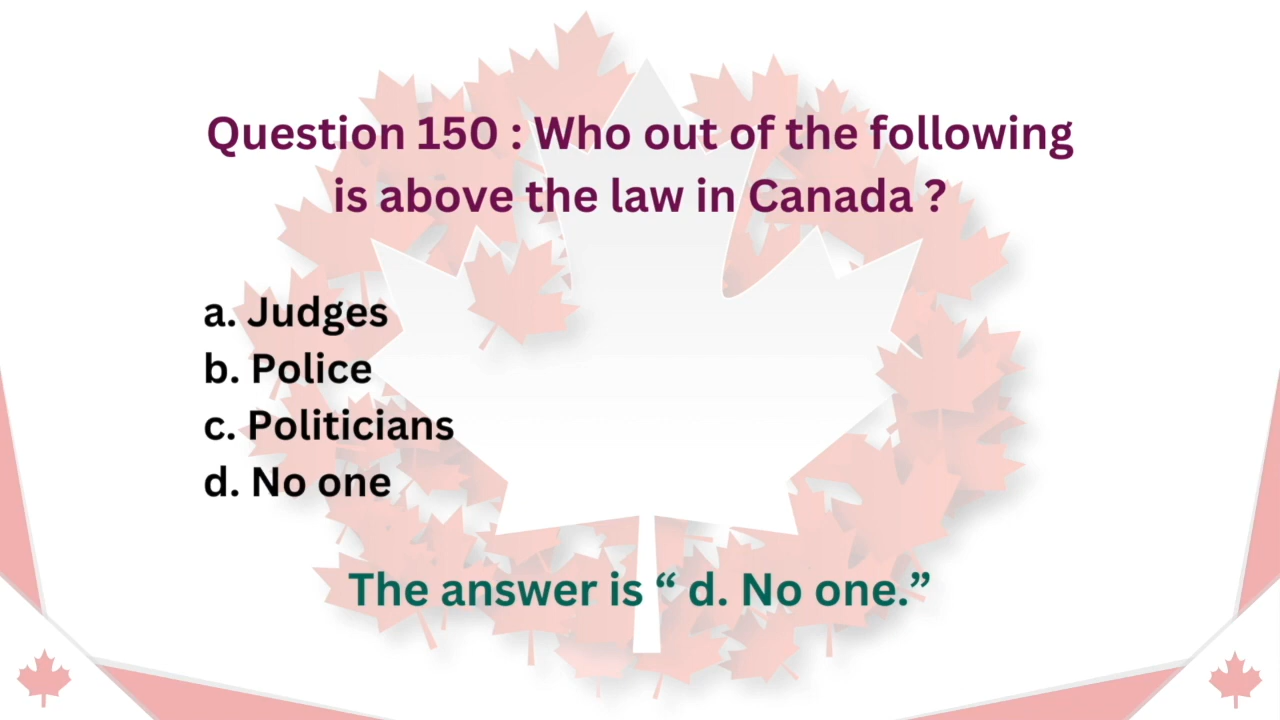 Question 150 : Who out of the following
is above the law in Canada ?
a. Judges
b. Police
c. Politicians
d. No one
The answer is “ d. No one.”